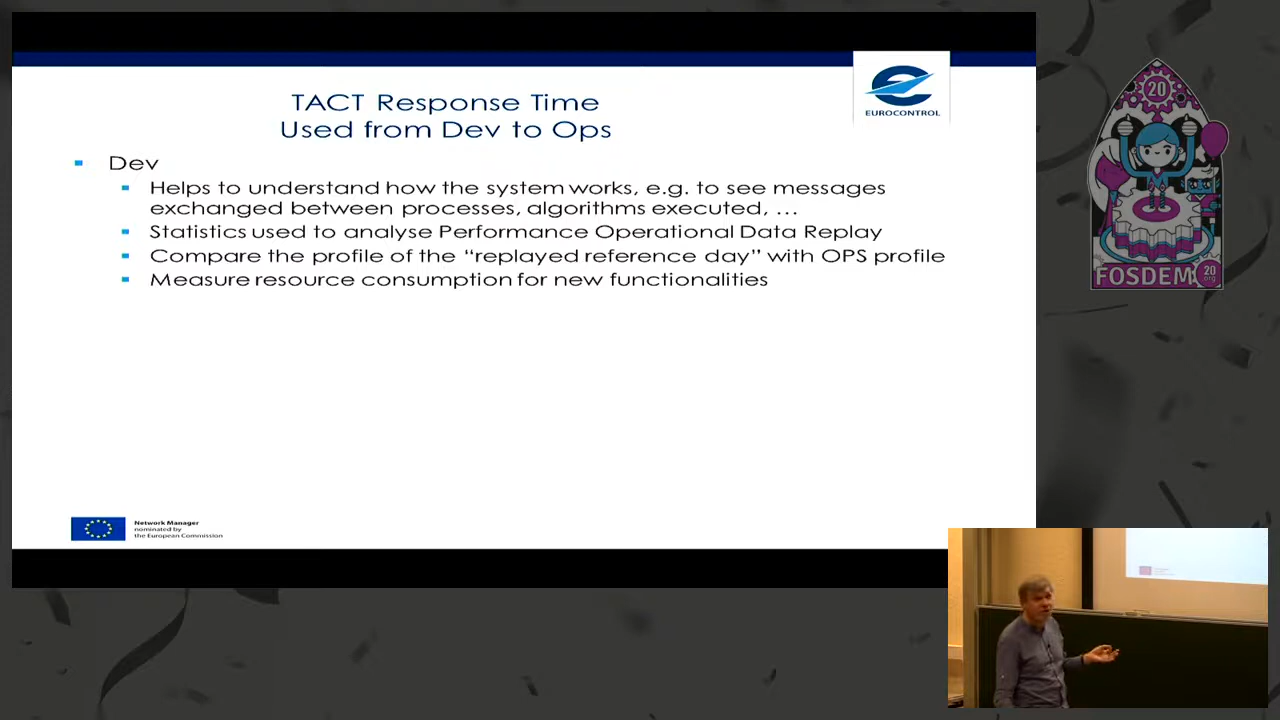 TACT Response Time
Used from Dev to Ops
EUROCONTROL
Dev
Helps to understand how the system works, e.g. to see messages
exchanged between processes, algorithms executed, …
Statistics used to analyse Performance Operational Data Replay
Compare the profile of the “replayed reference day” with OPS profile
Measure resource consumption for new functionalities
Network Manager
nominated by
the European Commission
20
FOSDEM
20
.org